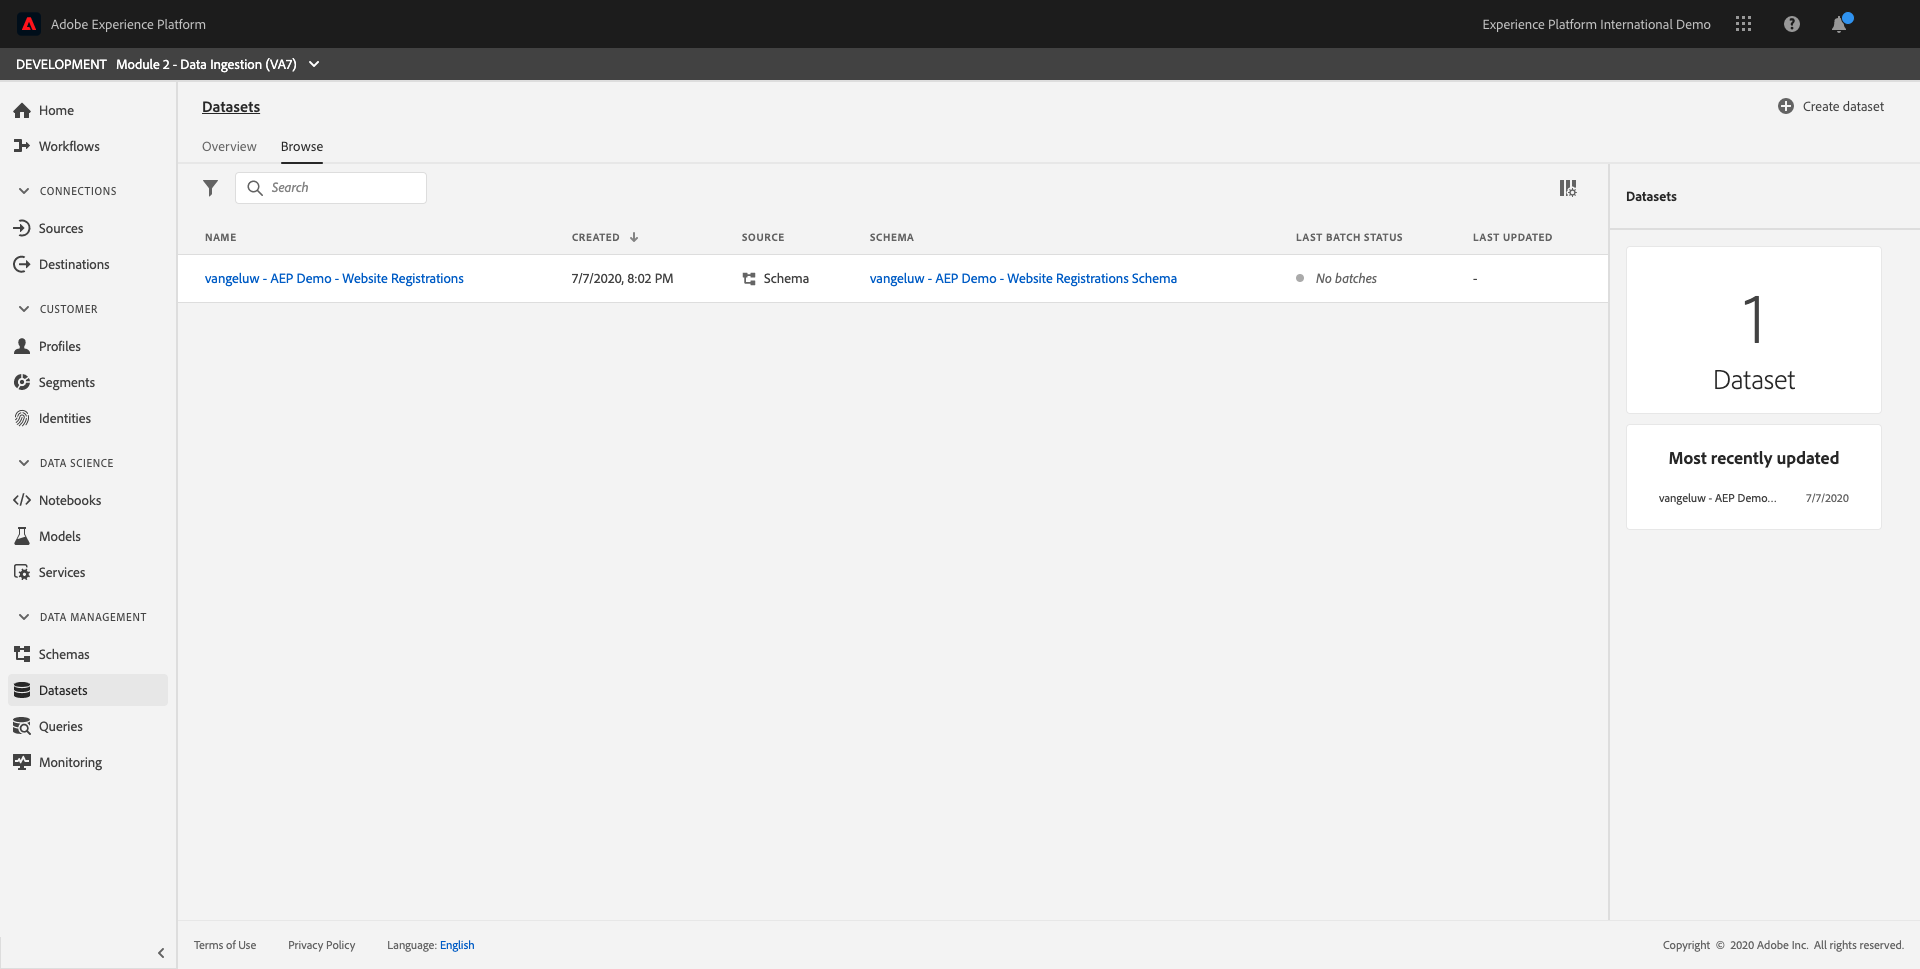 Adobe Experience Platform
Experience Platform International Demo
DEVELOPMENT Module 2 - Data Ingestion (VA7)
Home
Workflows
CONNECTIONS
Sources
Destinations
CUSTOMER
Profiles
Segments
Identities
DATA SCIENCE
Notebooks
Models
Services
DATA MANAGEMENT
Schemas
Datasets
Queries
Monitoring
Datasets
Create dataset
Overview Browse
Search
NAME CREATED SOURCE SCHEMA LAST BATCH STATUS LAST UPDATED
vangeluw - AEP Demo - Website Registrations 7/7/2020, 8:02 PM Schema vangeluw - AEP Demo - Website Registrations Schema No batches -
Datasets
1
Dataset
Most recently updated
vangeluw - AEP Demo... 7/7/2020
Terms of Use Privacy Policy Language: English
Copyright © 2020 Adobe Inc. All rights reserved.